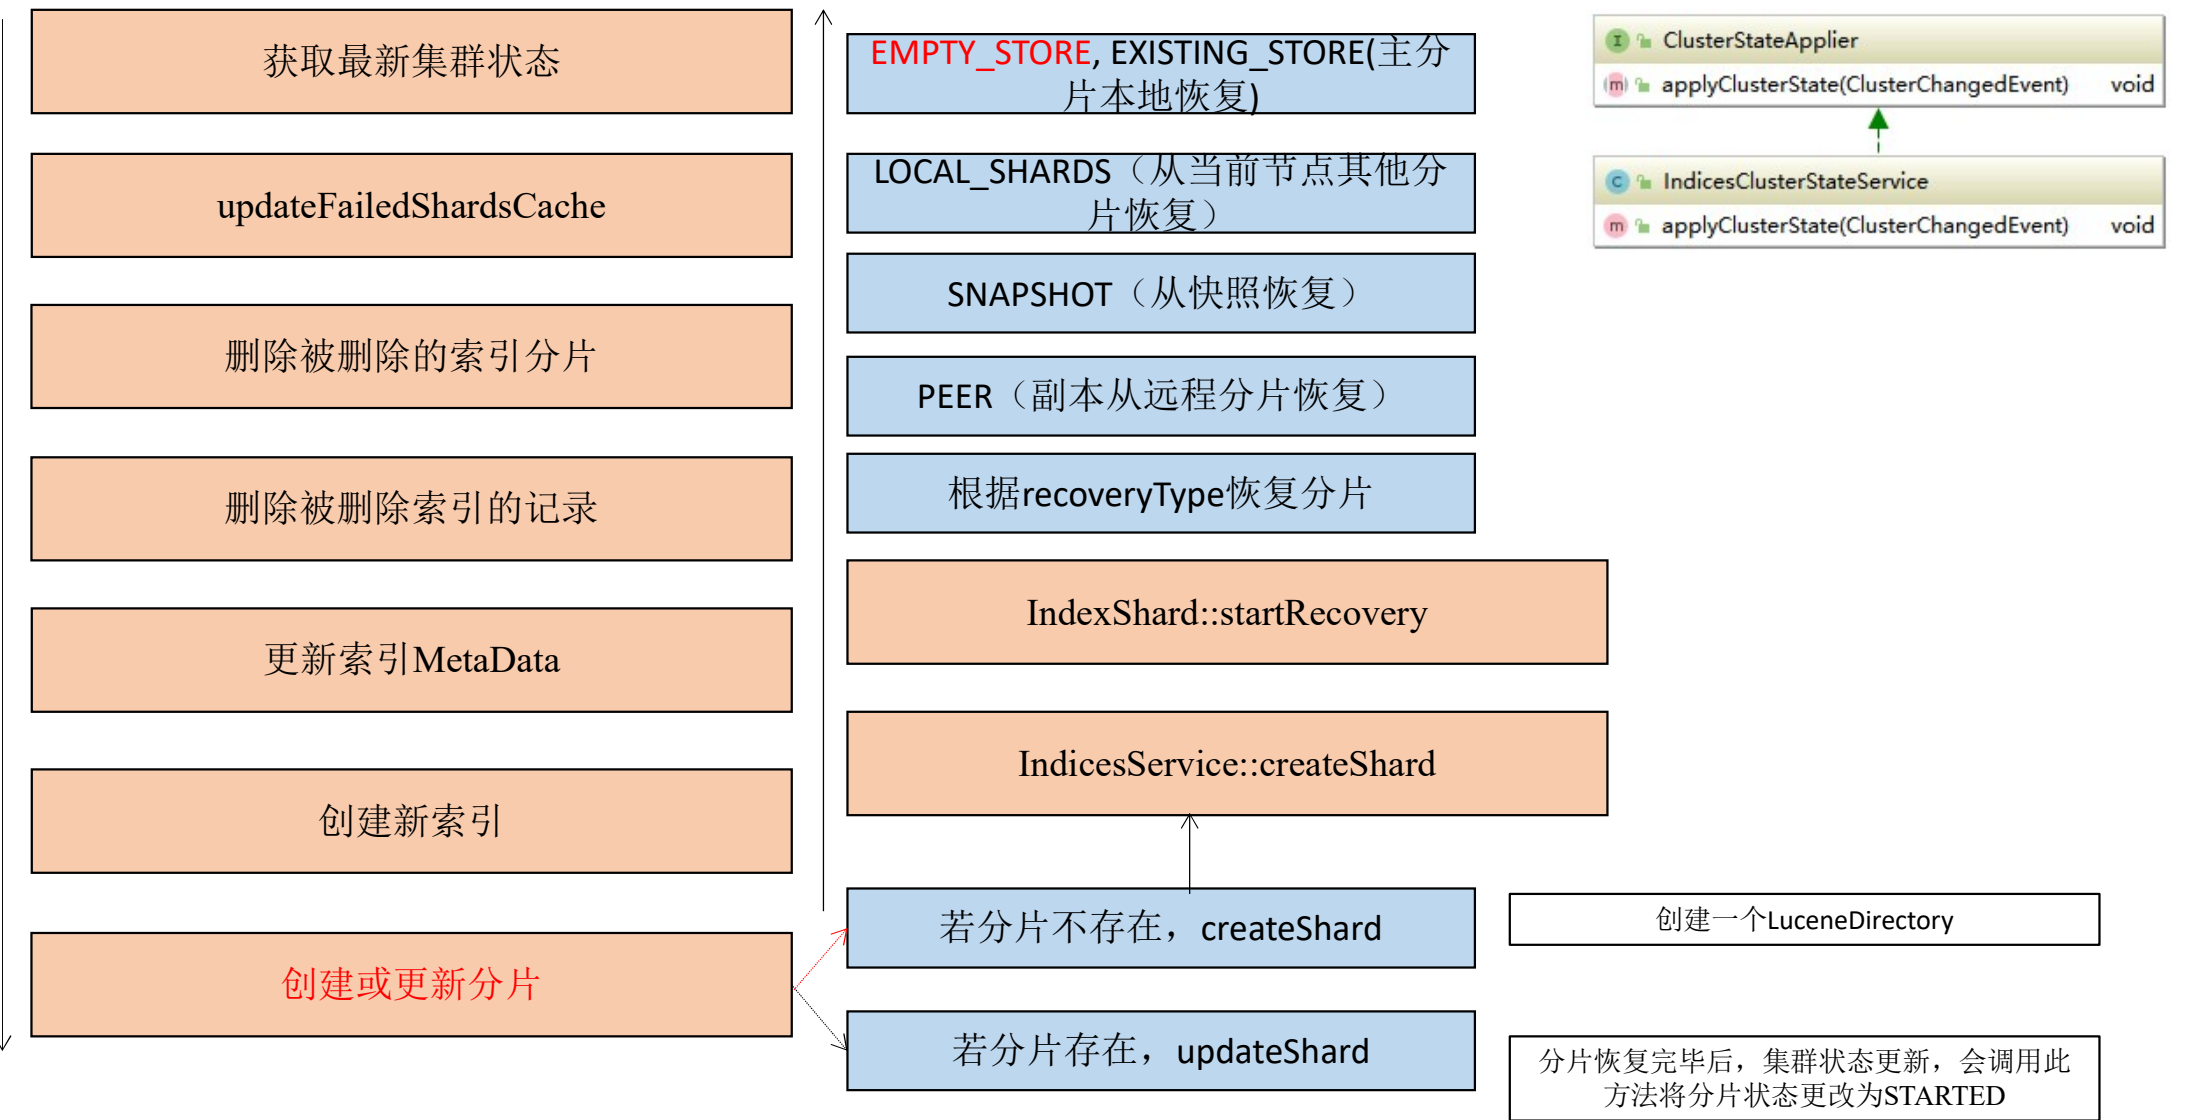 获取最新集群状态
updateFailedShardsCache
删除被删除的索引分片
删除被删除索引的记录
更新索引MetaData
创建新索引
创建或更新分片
EMPTY_STORE, EXISTING_STORE(主分
片本地恢复)
LOCAL_SHARDS（从当前节点其他分
片恢复）
SNAPSHOT（从快照恢复）
PEER（副本从远程分片恢复）
根据recoveryType恢复分片
IndexShard::startRecovery
IndicesService::createShard
若分片不存在，createShard
若分片存在，updateShard
I ClusterStateApplier
m applyClusterState(ClusterChangedEvent) void
C IndicesClusterStateService
m applyClusterState(ClusterChangedEvent) void
创建一个LuceneDirectory
分片恢复完毕后，集群状态更新，会调用此
方法将分片状态更改为STARTED